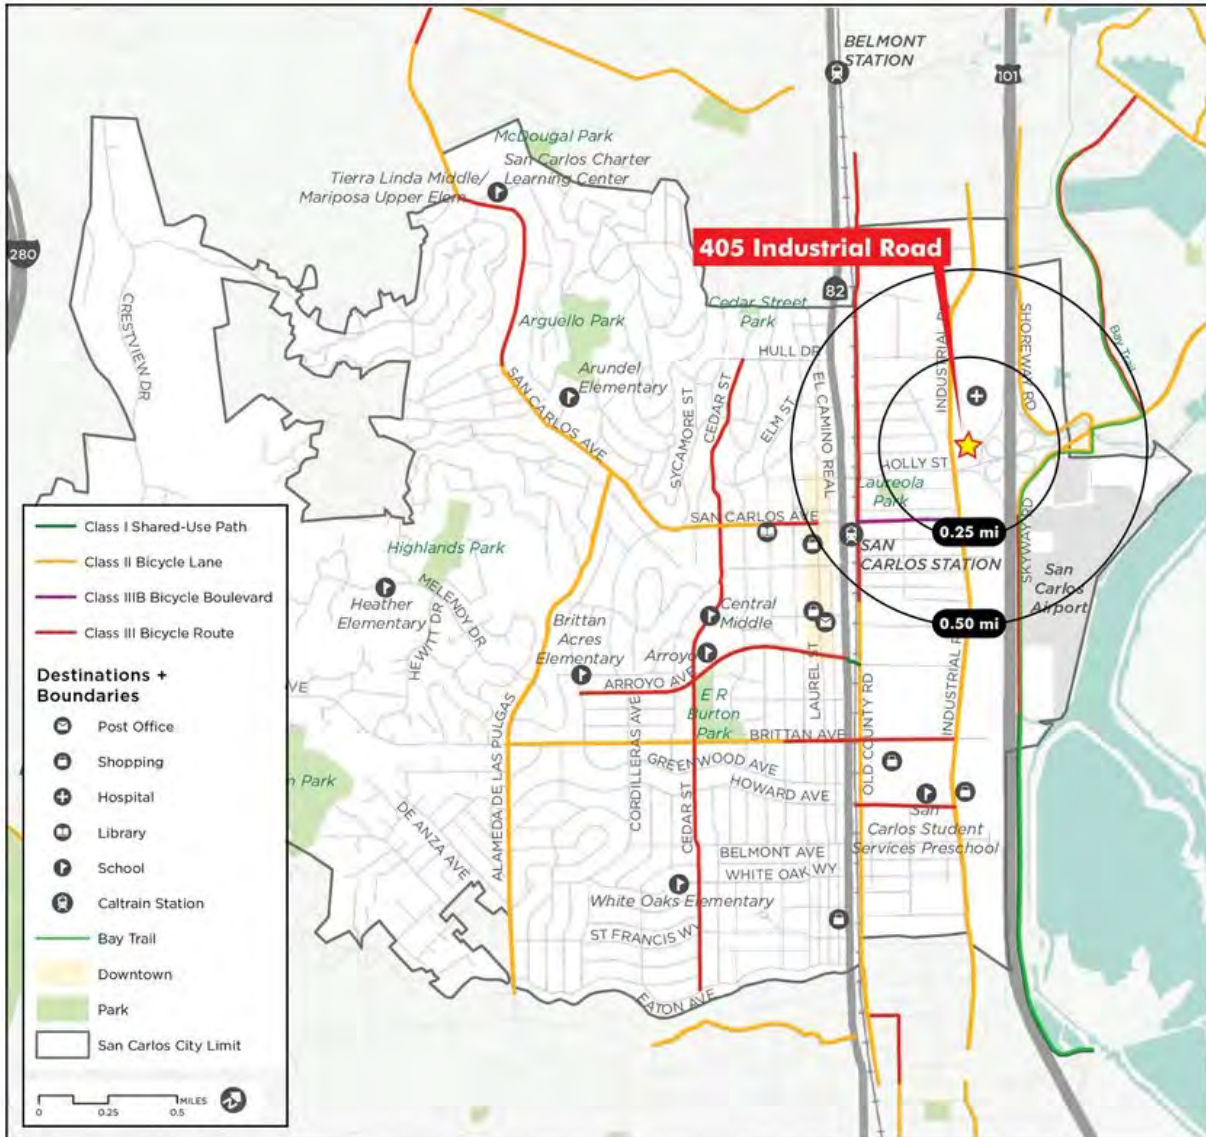 BELMONT
STATION
101
McDougal Park
San Carlos Charter
Learning Center
Tierra Linda Middle/
Mariposa Upper Elem.
280
405 Industrial Road
82
CRESTVIEW DR
Cedar Street
Park
Arguello Park
HULL DR
INDUSTRIAL
SHOREWAY RD
Bay Trail
Arundel
Elementary
SAN CARLOS AVE
SYCAMORE ST
CEDAR ST
ELM ST
EL CAMINO REAL
HOLLY ST
Laureola
Park
SAN CARLOS AVE
0.25 mi
SAN
CARLOS STATION
SKYWAY RD
San
Carlos
Airport
Highlands Park
Heather
Elementary
MELENDY DR
HEWITT DR
Brittan
Acres
Elementary
Central
Middle
0.50 mi
Arroyo
ARROYO AVE
LAUREL ST
INDUSTRIAL R
AVE
E R
Burton
Park
OLD COUNTY RD
ALAMEDA DE LAS PULGAS
CORDILLERAS AVE
BRITTAN AVE
GREENWOOD AVE
HOWARD AVE
n Park
DE ANZA AVE
CEDAR ST
San
Carlos Student
Services Preschool
BELMONT AVE
WHITE OAK WY
White Oaks Elementary
ST FRANCIS WY
EATON AVE
Class I Shared-Use Path
Class II Bicycle Lane
Class IIIB Bicycle Boulevard
Class III Bicycle Route
Destinations +
Boundaries
Post Office
Shopping
Hospital
Library
School
Caltrain Station
Bay Trail
Downtown
Park
San Carlos City Limit
MILES
0 0.25 0.5